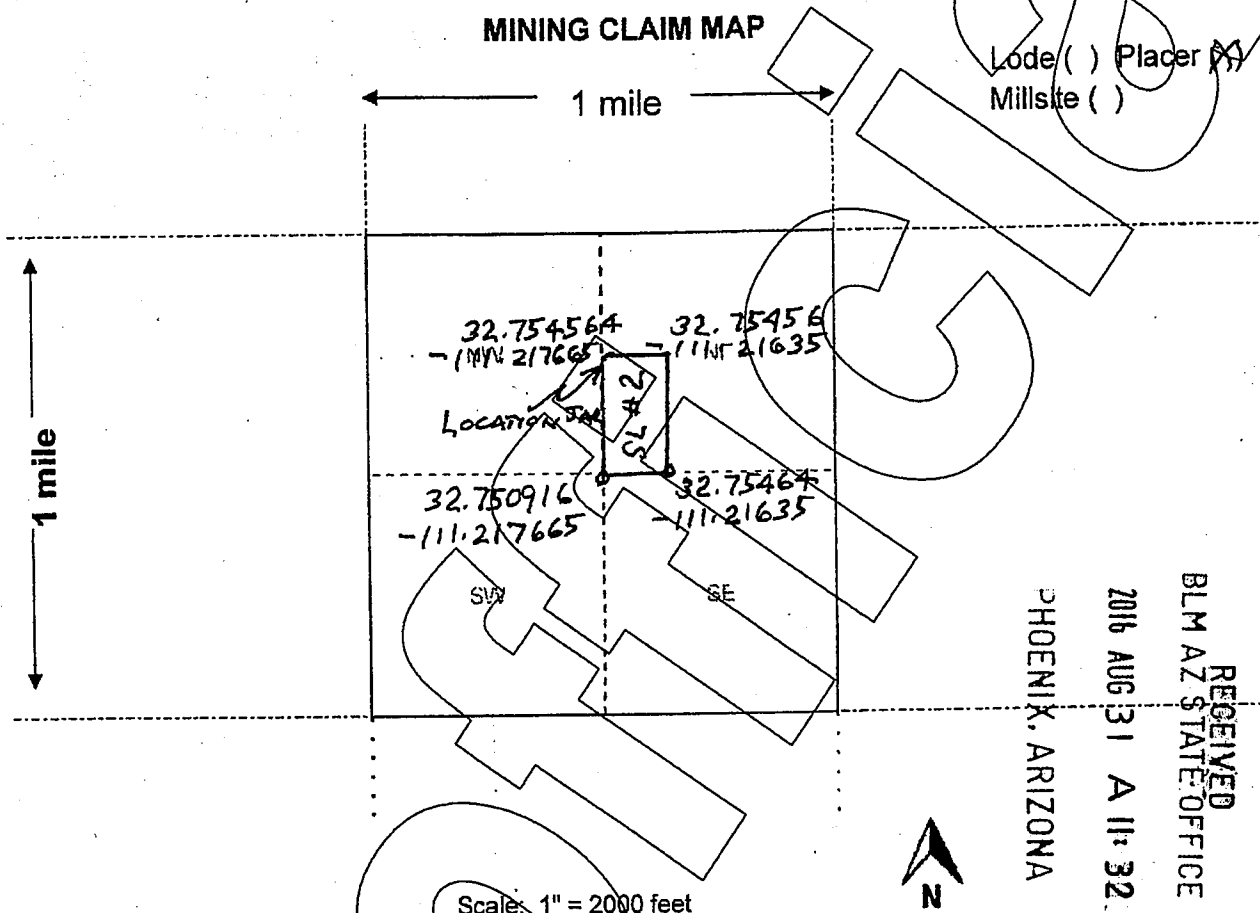 MINING CLAIM MAP
Lode ( ) Placer (X)
Millsite ( )
1 mile
1 mile
32.754564
-111.217665
32.75456
-111.21635
LOCATION
SL #2
32.750916
-111.217665
32.75464
-111.21635
SW
SE
RECEIVED
BLM AZ STATE OFFICE
2016 AUG 31 A 11:32
PHOENIX, ARIZONA
N
Scale: 1" = 2000 feet